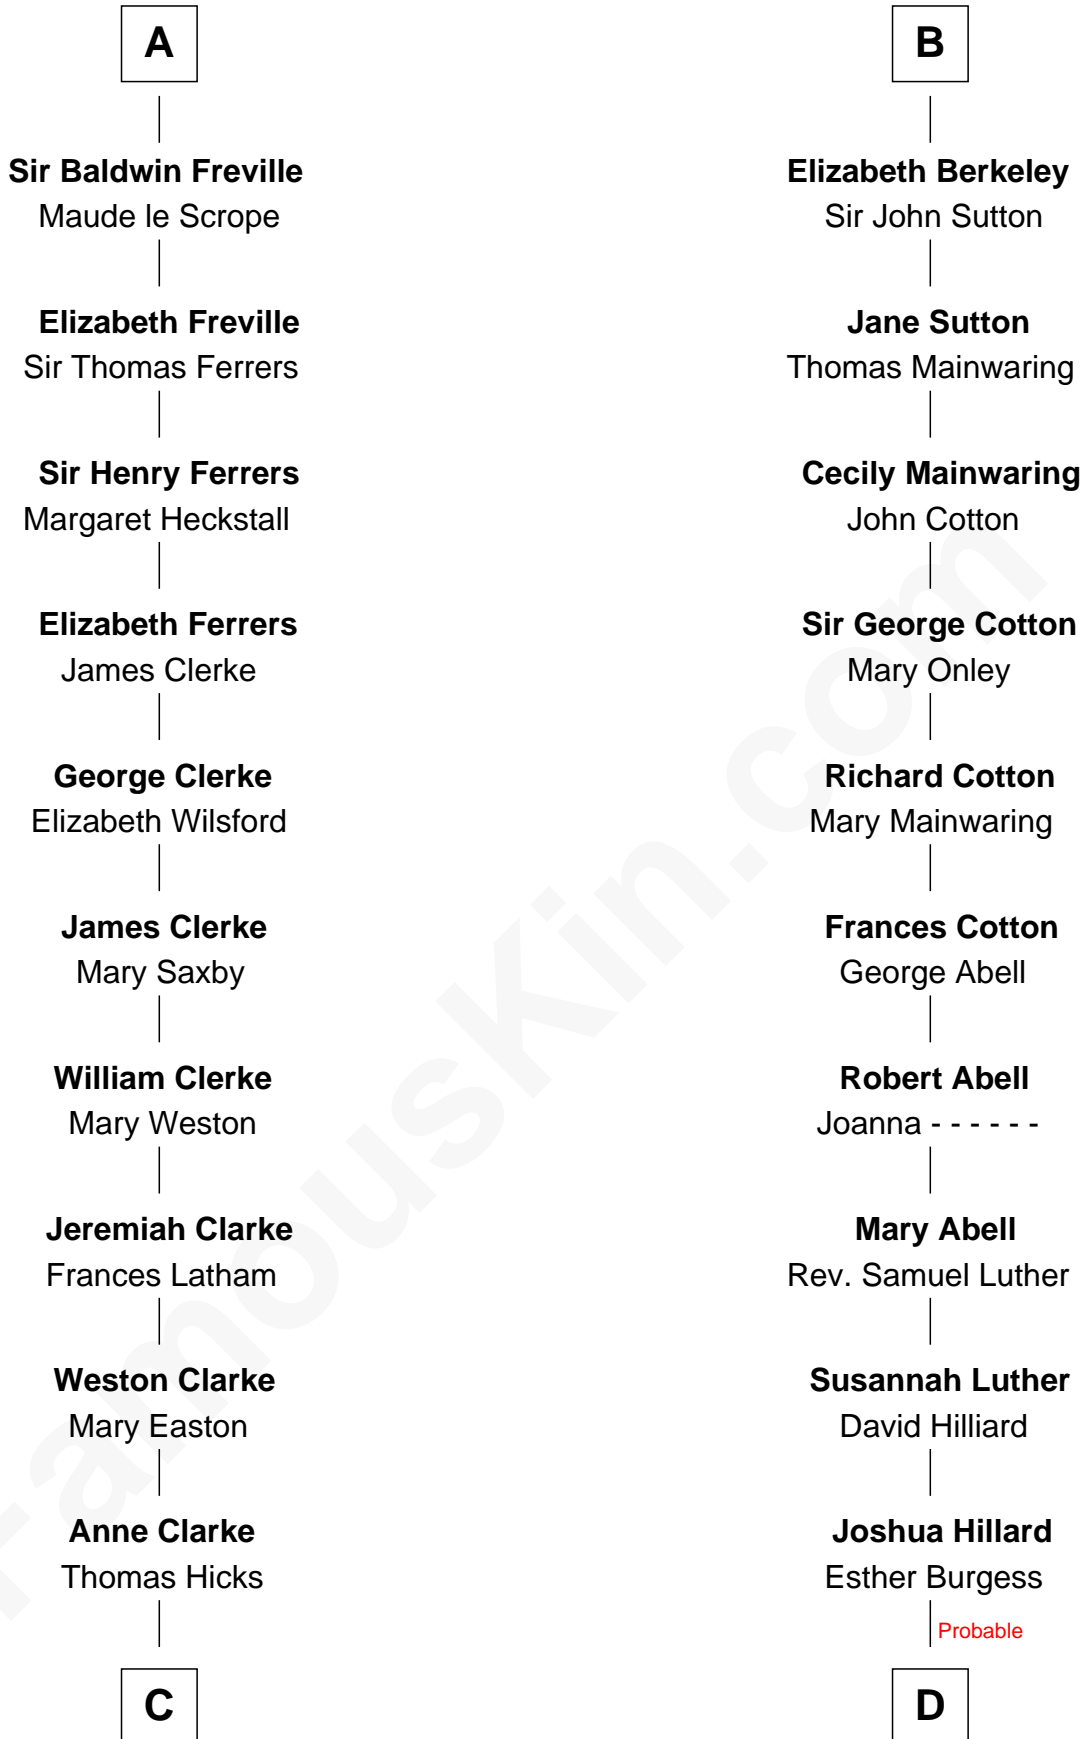 A
Sir Baldwin Freville
Maude le Scrope
Elizabeth Freville
Sir Thomas Ferrers
Sir Henry Ferrers
Margaret Heckstall
Elizabeth Ferrers
James Clerke
George Clerke
Elizabeth Wilsford
James Clerke
Mary Saxby
William Clerke
Mary Weston
Jeremiah Clarke
Frances Latham
Weston Clarke
Mary Easton
Anne Clarke
Thomas Hicks
C
B
Elizabeth Berkeley
Sir John Sutton
Jane Sutton
Thomas Mainwaring
Cecily Mainwaring
John Cotton
Sir George Cotton
Mary Onley
Richard Cotton
Mary Mainwaring
Frances Cotton
George Abell
Robert Abell
Joanna - - - - - -
Mary Abell
Rev. Samuel Luther
Susannah Luther
David Hilliard
Joshua Hillard
Esther Burgess
Probable
D
FamousKin.com